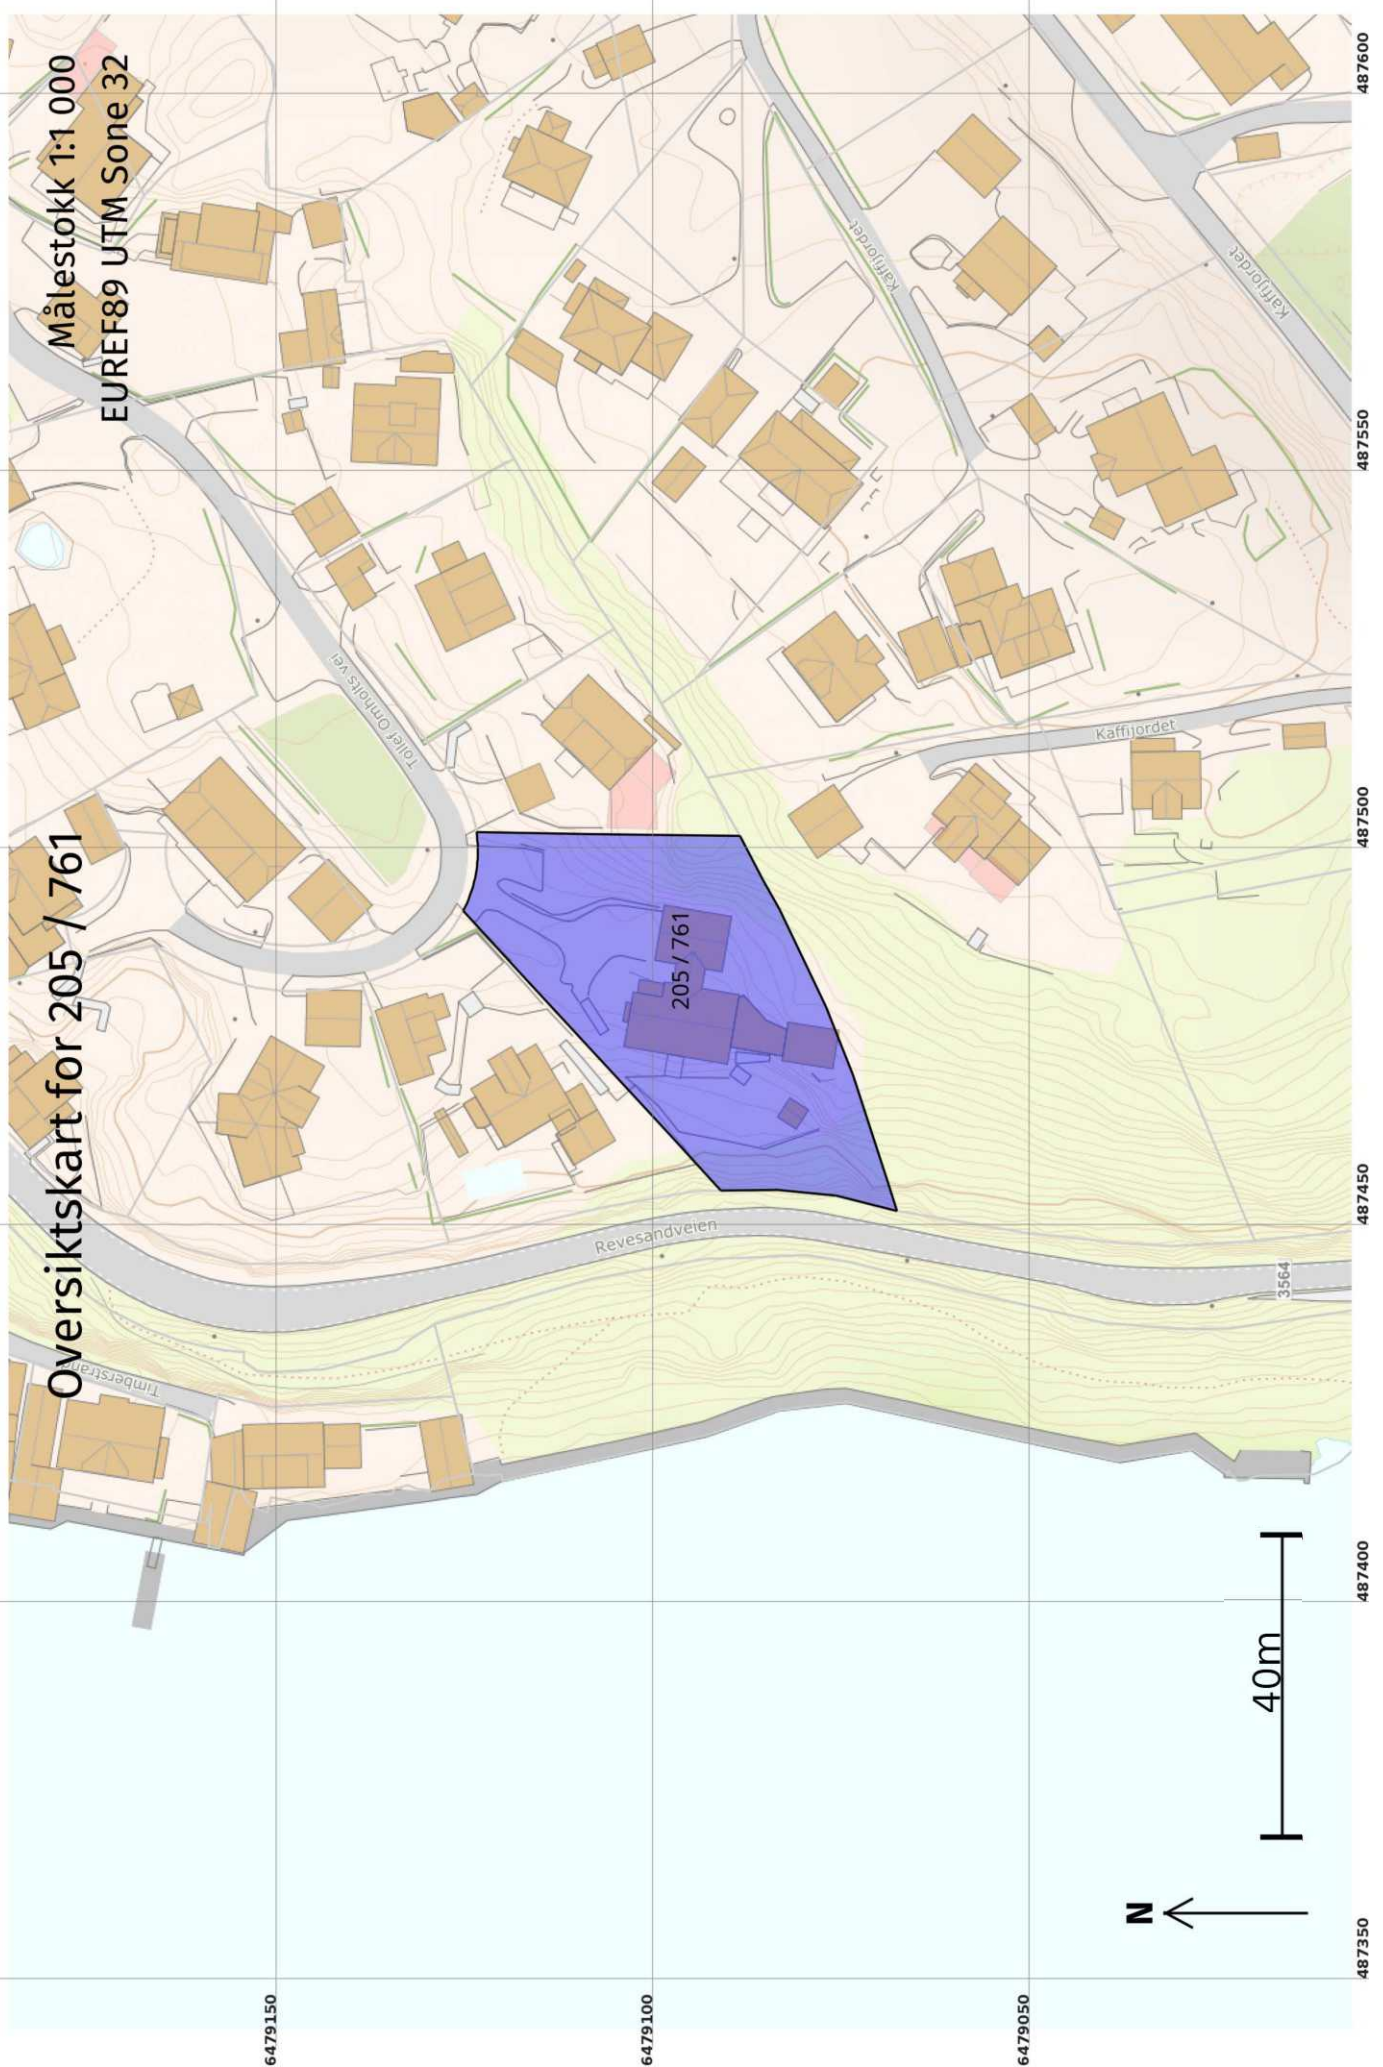 Oversiktskart for 205 / 761
Målestokk 1:1 000
EUREF89 UTM Sone 32
Timberstrand
Tollef Omholts vei
Kaffijordet
Kaffijordet
Kaffijordet
Revesandveien
205 / 761
3564
6479150
6479100
6479050
N
40m
487350
487400
487450
487500
487550
487600